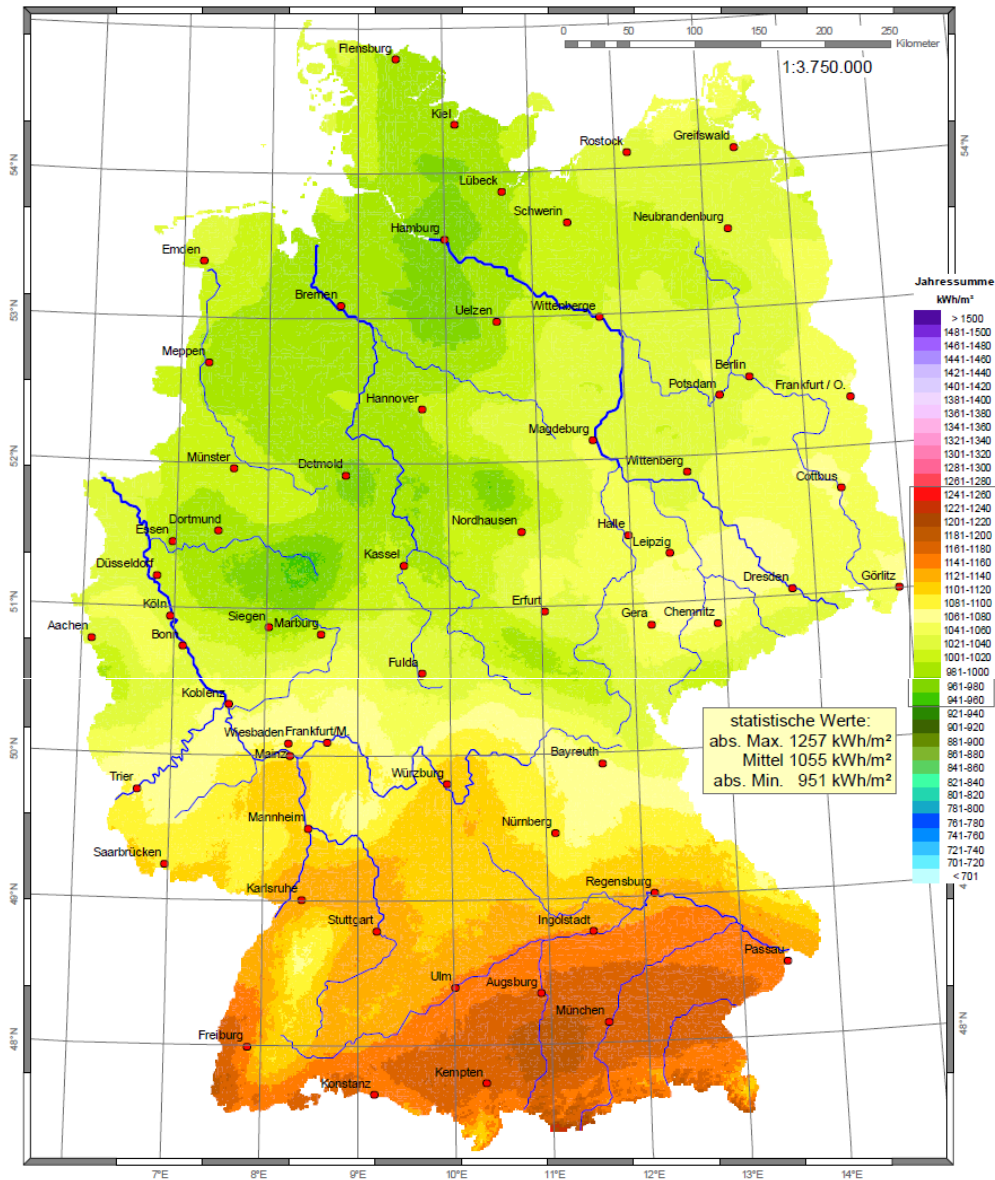 0 50 100 150 200 250
Kilometer
1:3.750.000
Flensburg
Kiel
Rostock
Greifswald
54°N
54°N
Lübeck
Schwerin
Neubrandenburg
Hamburg
Emden
Bremen
Uelzen
Wittenberge
53°N
Meppen
Berlin
Potsdam
Frankfurt / O.
Hannover
Magdeburg
52°N
Münster
Detmold
Wittenberg
Cottbus
Dortmund
Essen
Nordhausen
Halle
Leipzig
Düsseldorf
Kassel
Dresden
Görlitz
51°N
Köln
Siegen
Marburg
Erfurt
Gera
Chemnitz
Aachen
Bonn
Fulda
Koblenz
Wiesbaden
Frankfurt/M.
Mainz
50°N
Bayreuth
Trier
Würzburg
Mannheim
Nürnberg
Saarbrücken
49°N
Karlsruhe
Regensburg
Stuttgart
Ingolstadt
Passau
Ulm
Augsburg
München
48°N
48°N
Freiburg
Kempten
Konstanz
7°E 8°E 9°E 10°E 11°E 12°E 13°E 14°E
statistische Werte:
abs. Max. 1257 kWh/m²
Mittel 1055 kWh/m²
abs. Min. 951 kWh/m²
Jahressumme
kWh/m²
> 1500
1481-1500
1461-1480
1441-1460
1421-1440
1401-1420
1381-1400
1361-1380
1341-1360
1321-1340
1301-1320
1281-1300
1261-1280
1241-1260
1221-1240
1201-1220
1181-1200
1161-1180
1141-1160
1121-1140
1101-1120
1081-1100
1061-1080
1041-1060
1021-1040
1001-1020
981-1000
961-980
941-960
921-940
901-920
881-900
861-880
841-860
821-840
801-820
781-800
761-780
741-760
721-740
701-720
<701